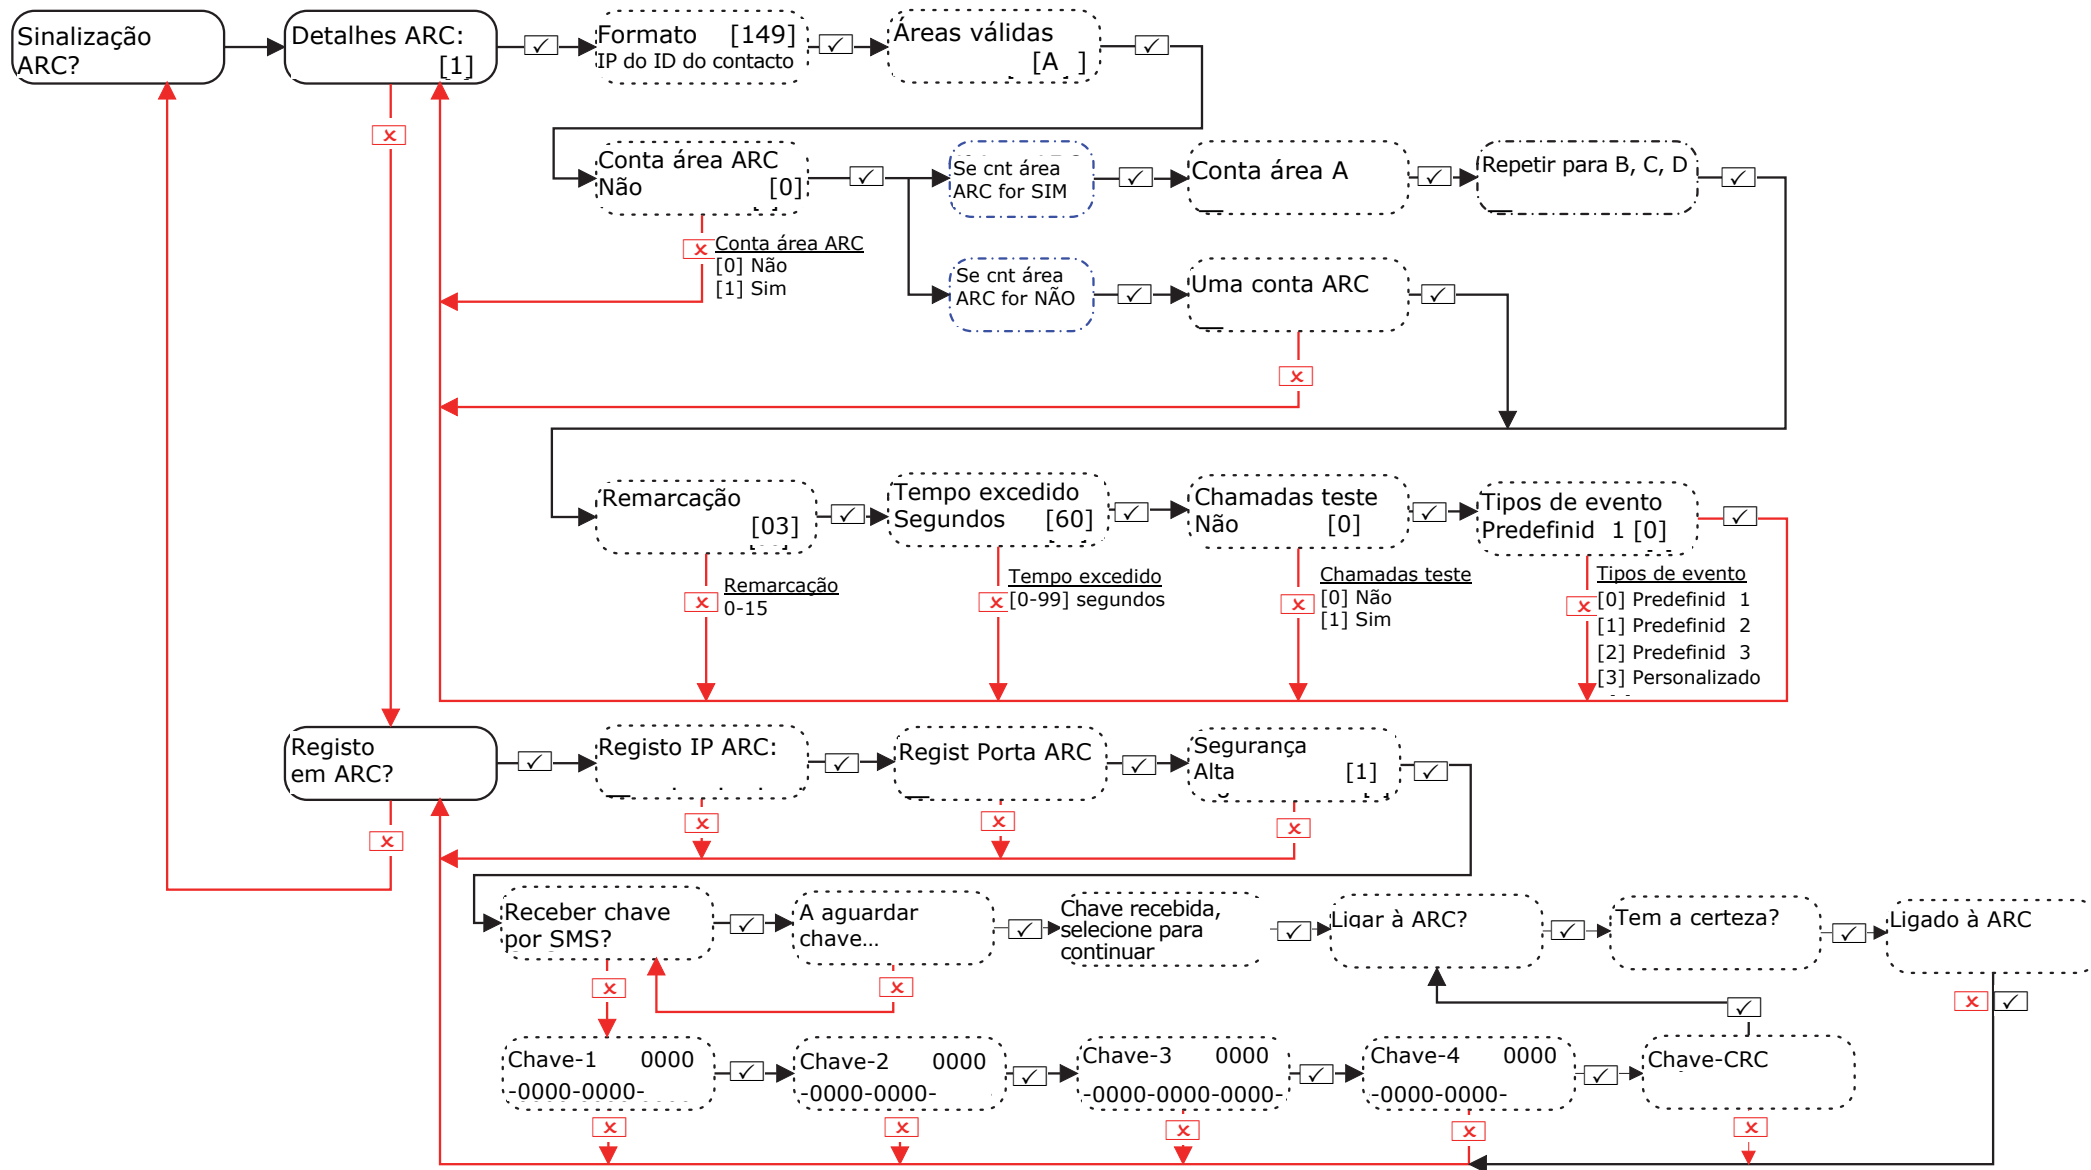 Sinalização
ARC?
Detalhes ARC:
[1]
Formato [149]
IP do ID do contacto
Áreas válidas
[A ]
Conta área ARC
Não [0]
Conta área ARC
[0] Não
[1] Sim
Se cnt área
ARC for SIM
Conta área A
Repetir para B, C, D
Se cnt área
ARC for NÃO
Uma conta ARC
Remarcação
[03]
Remarcação
0-15
Tempo excedido
Segundos [60]
Tempo excedido
[0-99] segundos
Chamadas teste
Não [0]
Chamadas teste
[0] Não
[1] Sim
Tipos de evento
Predefinid 1 [0]
Tipos de evento
[0] Predefinid 1
[1] Predefinid 2
[2] Predefinid 3
[3] Personalizado
Registo
em ARC?
Registo IP ARC:
Regist Porta ARC
Segurança
Alta [1]
Receber chave
por SMS?
A aguardar
chave...
Chave recebida,
selecione para
continuar
Ligar à ARC?
Tem a certeza?
Ligado à ARC
Chave-1 0000
-0000-0000-
Chave-2 0000
-0000-0000-
Chave-3 0000
-0000-0000-0000-
Chave-4 0000
-0000-0000-
Chave-CRC